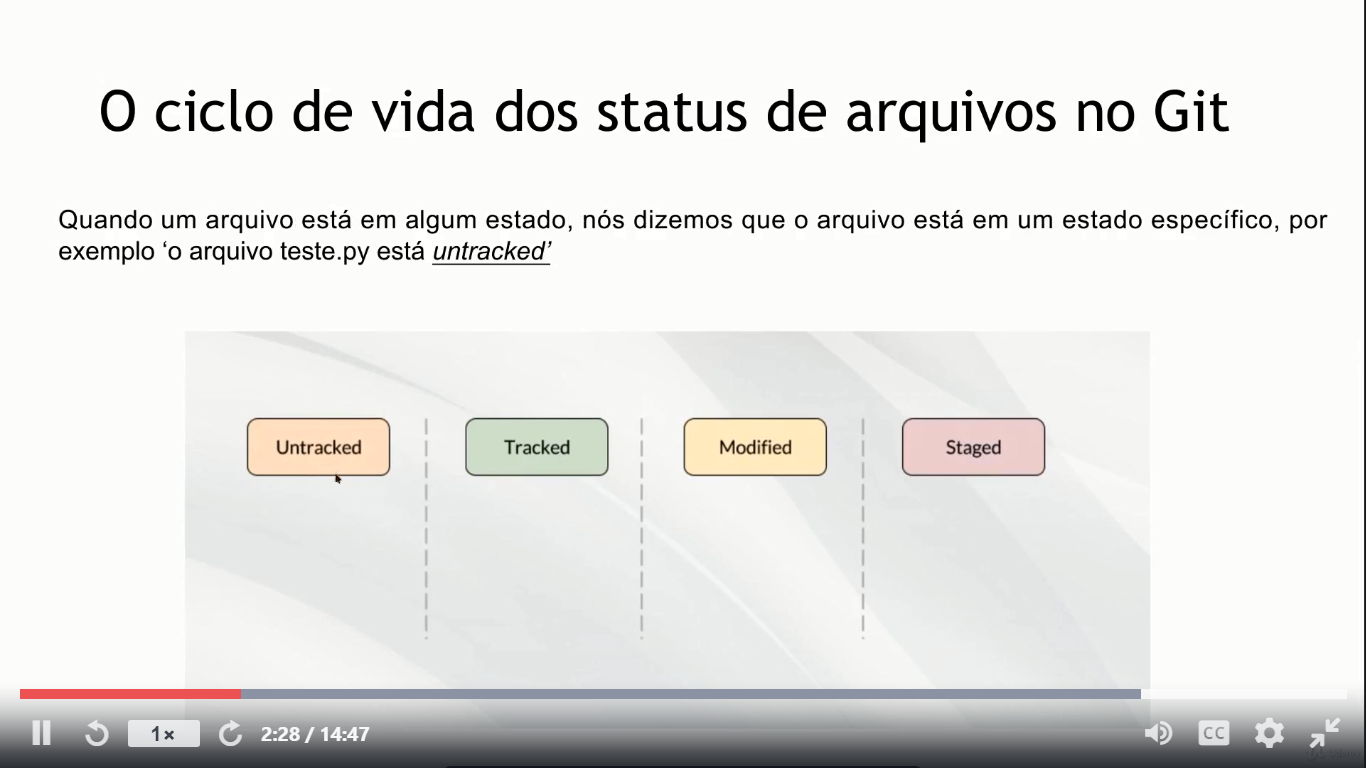 O ciclo de vida dos status de arquivos no Git
Quando um arquivo está em algum estado, nós dizemos que o arquivo está em um estado específico, por
exemplo ‘o arquivo teste.py está untracked’
Untracked
Tracked
Modified
Staged
1×
2:28 / 14:47
CC